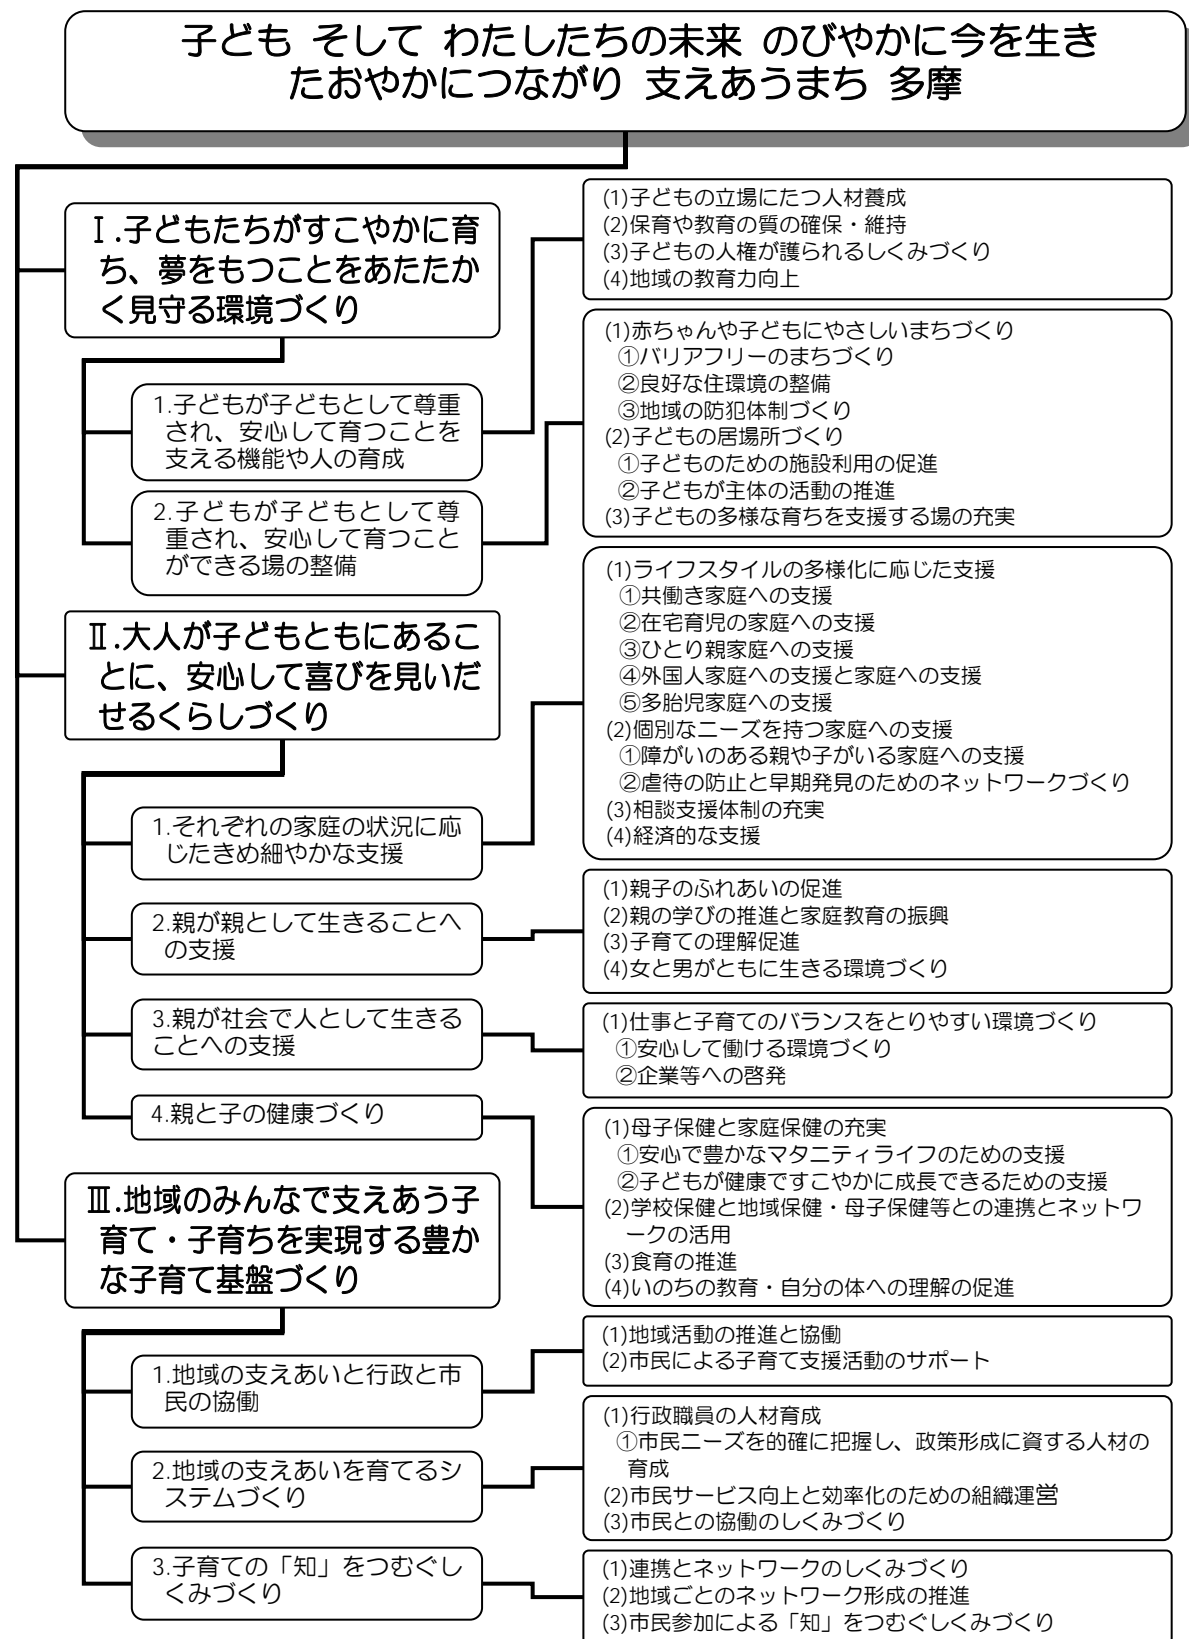 子ども そして わたしたちの未来 のびやかに今を生き
たおやかにつながり 支えあうまち 多摩
Ⅰ.子どもたちがすこやかに育
ち、夢をもつことをあたたか
く見守る環境づくり
1.子どもが子どもとして尊重
され、安心して育つことを
支える機能や人の育成
(1)子どもの立場にたつ人材養成
(2)保育や教育の質の確保・維持
(3)子どもの人権が護られるしくみづくり
(4)地域の教育力向上
2.子どもが子どもとして尊
重され、安心して育つこと
ができる場の整備
(1)赤ちゃんや子どもにやさしいまちづくり
①バリアフリーのまちづくり
②良好な住環境の整備
③地域の防犯体制づくり
(2)子どもの居場所づくり
①子どものための施設利用の促進
②子どもが主体の活動の推進
(3)子どもの多様な育ちを支援する場の充実
Ⅱ.大人が子どもともにあるこ
とに、安心して喜びを見いだ
せるくらしづくり
1.それぞれの家庭の状況に応
じたきめ細やかな支援
(1)ライフスタイルの多様化に応じた支援
①共働き家庭への支援
②在宅育児の家庭への支援
③ひとり親家庭への支援
④外国人家庭への支援と家庭への支援
⑤多胎児家庭への支援
(2)個別なニーズを持つ家庭への支援
①障がいのある親や子がいる家庭への支援
②虐待の防止と早期発見のためのネットワークづくり
(3)相談支援体制の充実
(4)経済的な支援
2.親が親として生きることへ
の支援
(1)親子のふれあいの促進
(2)親の学びの推進と家庭教育の振興
(3)子育ての理解促進
(4)女と男がともに生きる環境づくり
3.親が社会で人として生きる
ことへの支援
(1)仕事と子育てのバランスをとりやすい環境づくり
①安心して働ける環境づくり
②企業等への啓発
4.親と子の健康づくり
(1)母子保健と家庭保健の充実
①安心で豊かなマタニティライフのための支援
②子どもが健康ですこやかに成長できるための支援
(2)学校保健と地域保健・母子保健等との連携とネットワ
ークの活用
(3)食育の推進
(4)いのちの教育・自分の体への理解の促進
Ⅲ.地域のみんなで支えあう子
育て・子育ちを実現する豊か
な子育て基盤づくり
1.地域の支えあいと行政と市
民の協働
(1)地域活動の推進と協働
(2)市民による子育て支援活動のサポート
2.地域の支えあいを育てるシ
ステムづくり
(1)行政職員の人材育成
①市民ニーズを的確に把握し、政策形成に資する人材の
育成
(2)市民サービス向上と効率化のための組織運営
(3)市民との協働のしくみづくり
3.子育ての「知」をつむぐし
くみづくり
(1)連携とネットワークのしくみづくり
(2)地域ごとのネットワーク形成の推進
(3)市民参加による「知」をつむぐしくみづくり